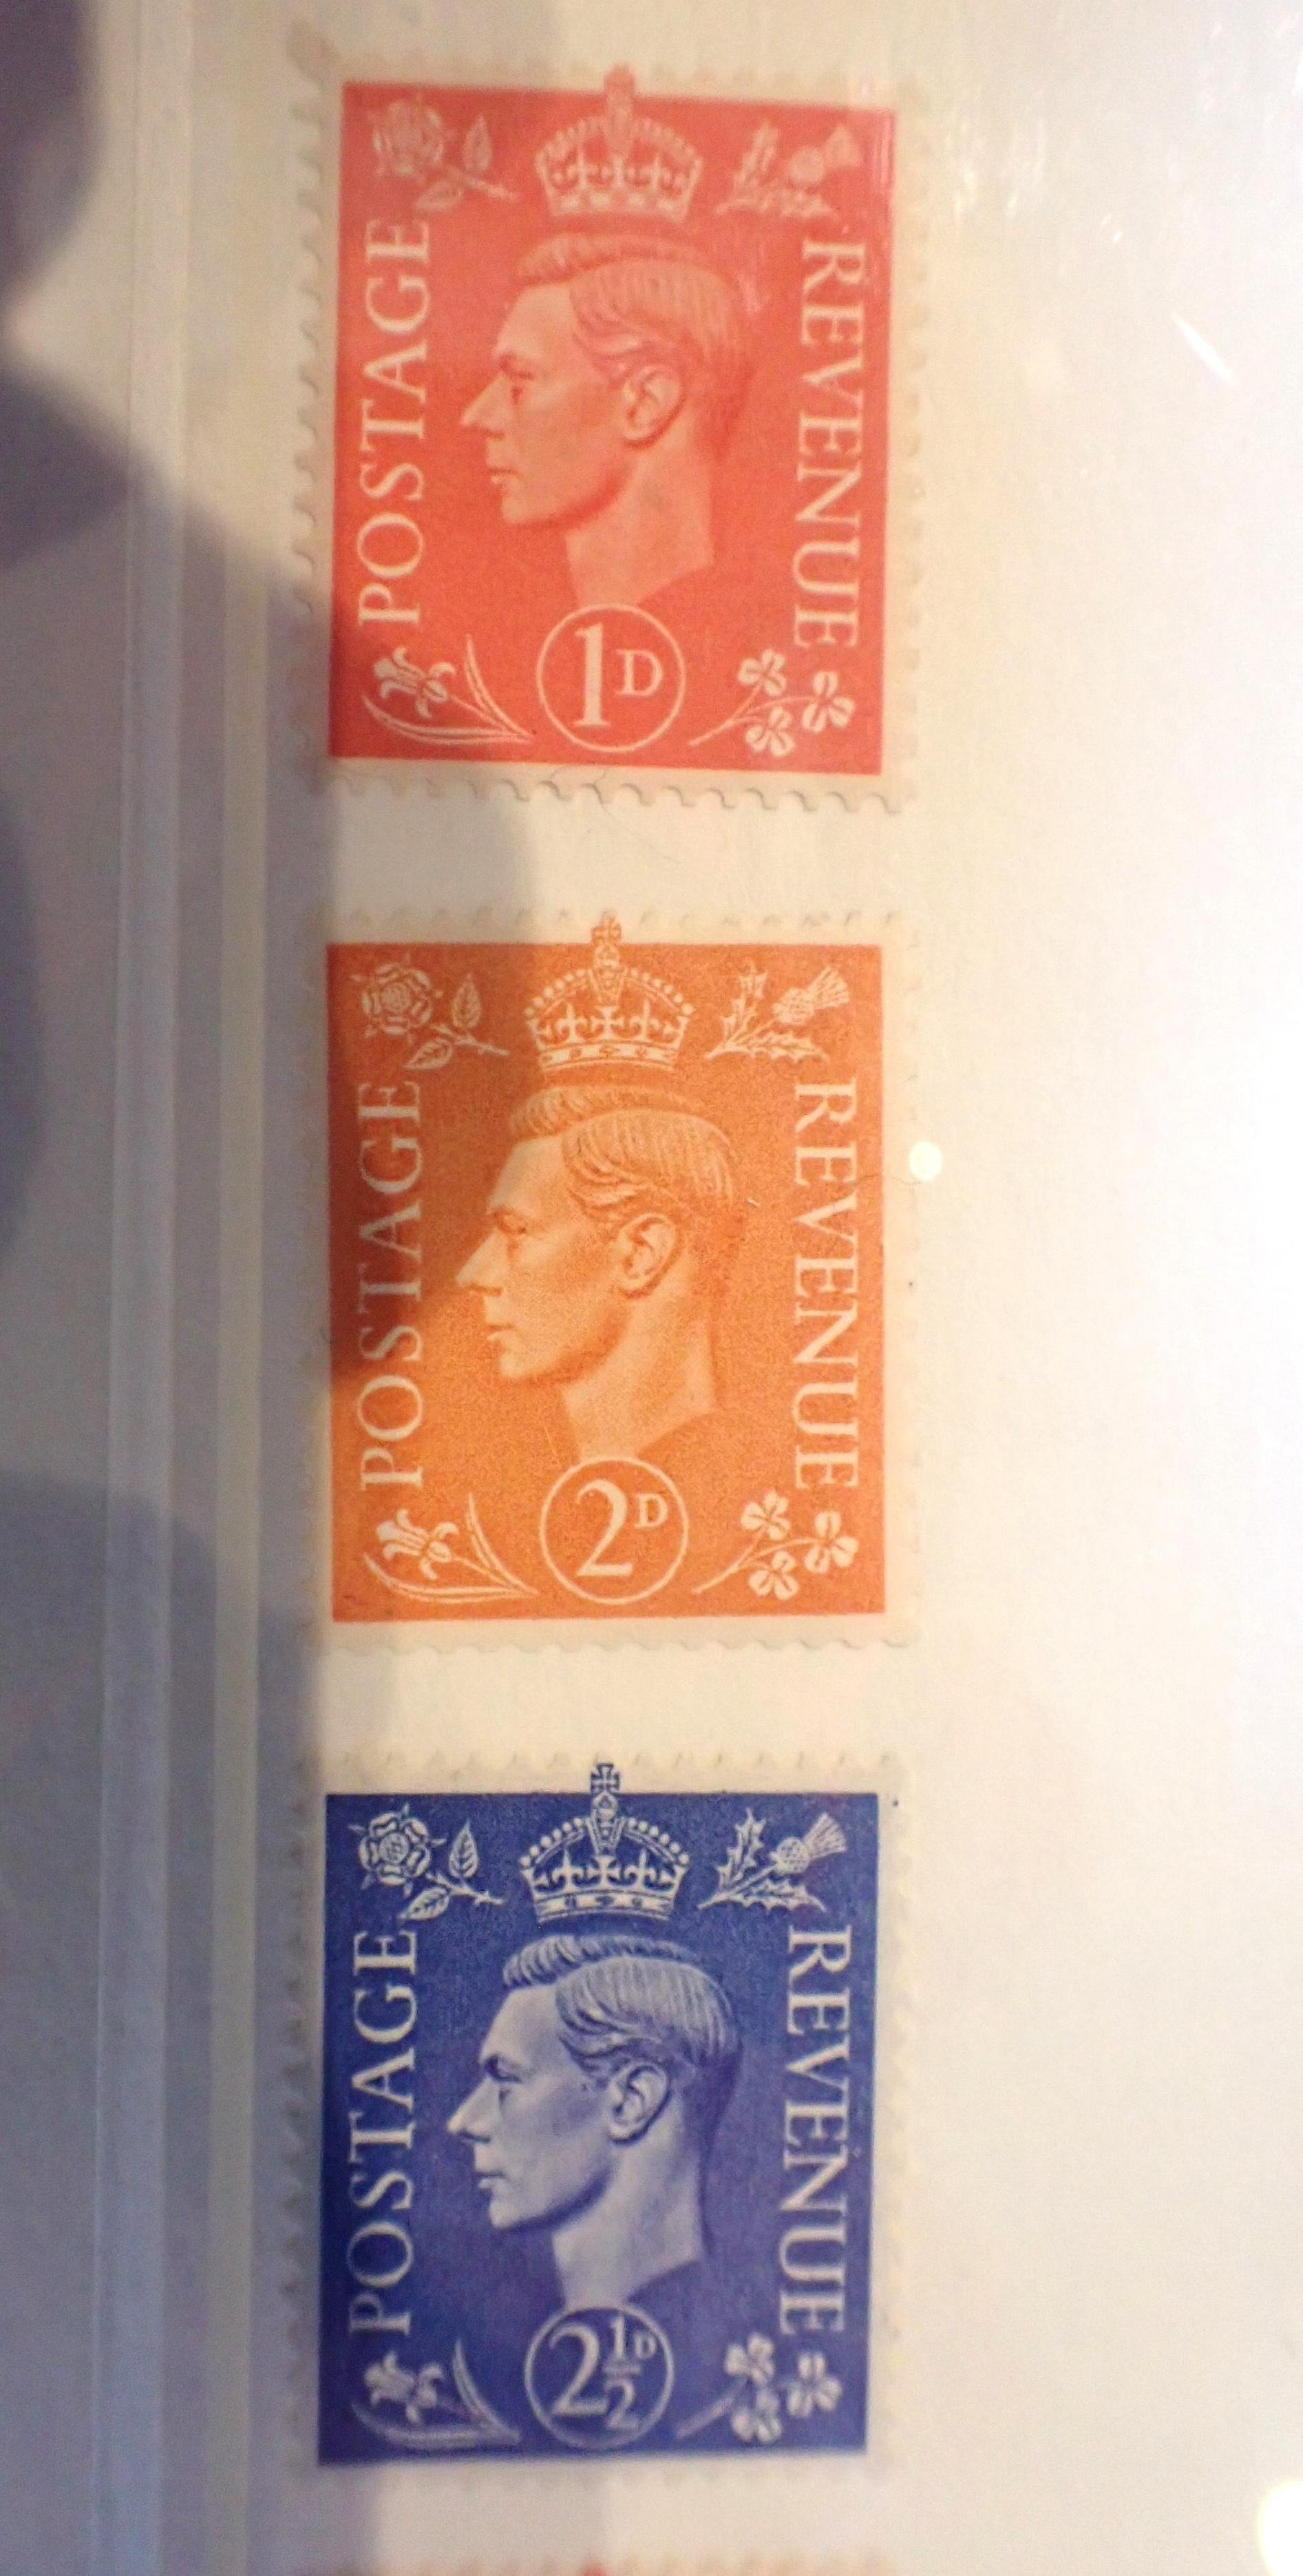 POSTAGE
REVENUE
1D
POSTAGE
REVENUE
2D
POSTAGE
REVENUE
2½D